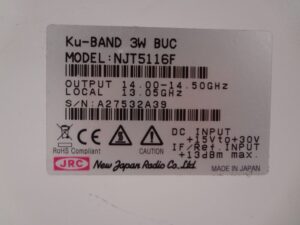 Ku-BAND 3W BUC
MODEL:NJT5116F
OUTPUT 14.00-14.50GHz
LOCAL 13.05GHz
S/N:A27532A39
RoHS Compliant
CAUTION
DC INPUT
+15Vto+30V
IF/Ref INPUT
+13dBm max.
JRC New Japan Radio Co.,Ltd.
MADE IN JAPAN